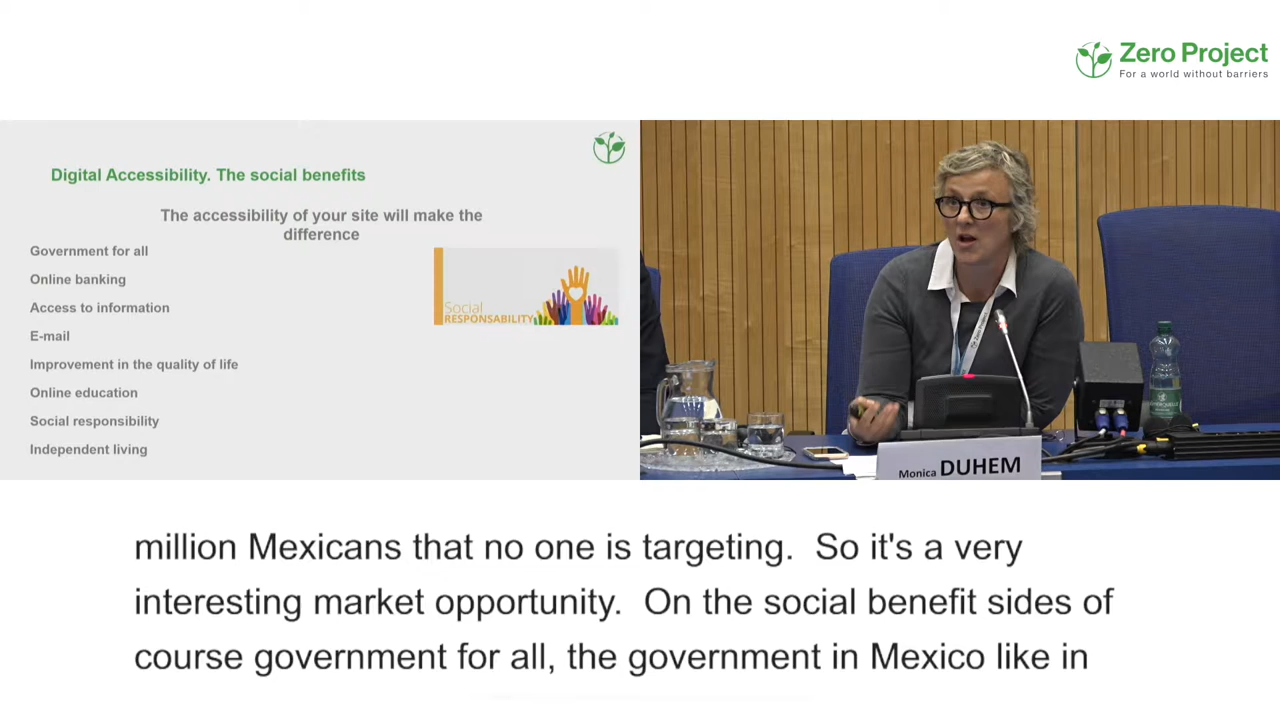 Zero Project
For a world without barriers
Digital Accessibility. The social benefits
The accessibility of your site will make the
difference
Government for all
Online banking
Access to information
E-mail
Improvement in the quality of life
Online education
Social responsibility
Independent living
Social
RESPONSABILITY
Monica DUHEM
million Mexicans that no one is targeting. So it's a very
interesting market opportunity. On the social benefit sides of
course government for all, the government in Mexico like in